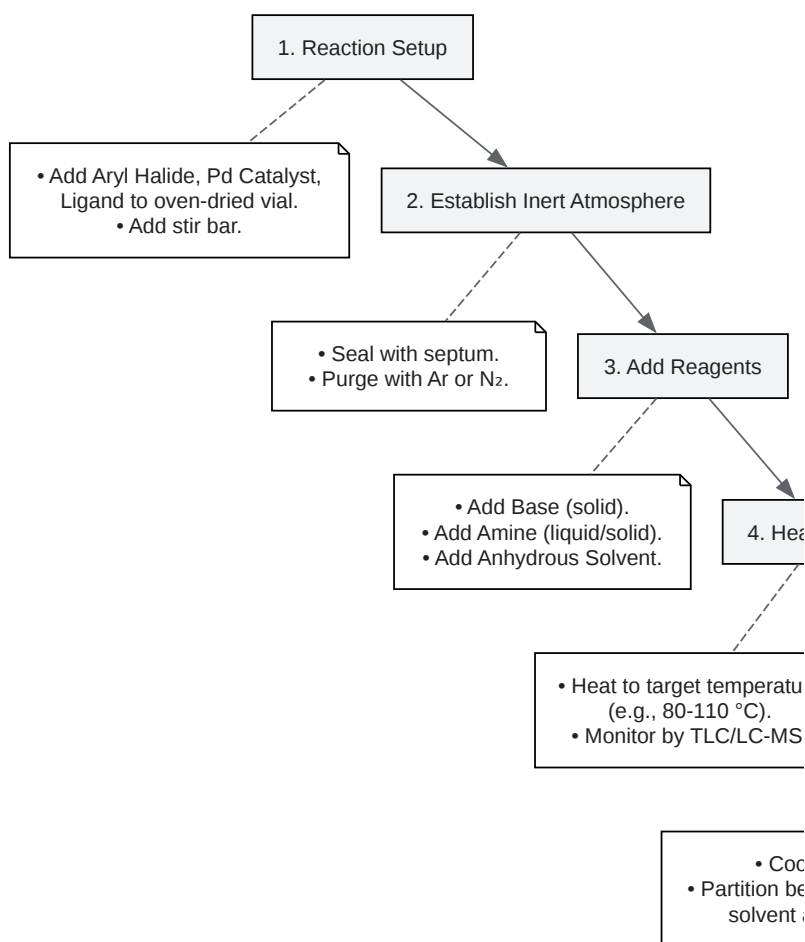 1. Reaction Setup
• Add Aryl Halide, Pd Catalyst,
Ligand to oven-dried vial.
• Add stir bar.
2. Establish Inert Atmosphere
• Seal with septum.
• Purge with Ar or N₂.
3. Add Reagents
• Add Base (solid).
• Add Amine (liquid/solid).
• Add Anhydrous Solvent.
4.
• Heat to target
(e.g., 80-110 °C).
• Monitor by TLC/LC-MS
•
• Partition
solvent